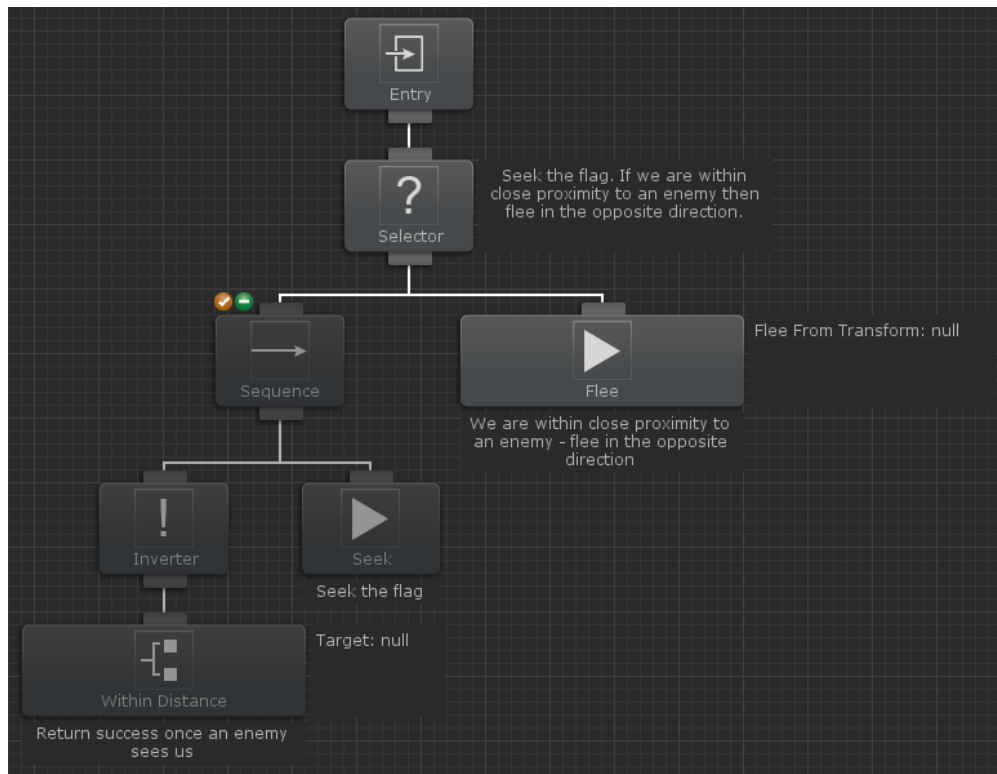 Entry
?
Selector
Seek the flag. If we are within
close proximity to an enemy then
flee in the opposite direction.
Sequence
Flee
Flee From Transform: null
We are within close proximity to
an enemy - flee in the opposite
direction
!
Inverter
Seek
Seek the flag
Within Distance
Target: null
Return success once an enemy
sees us